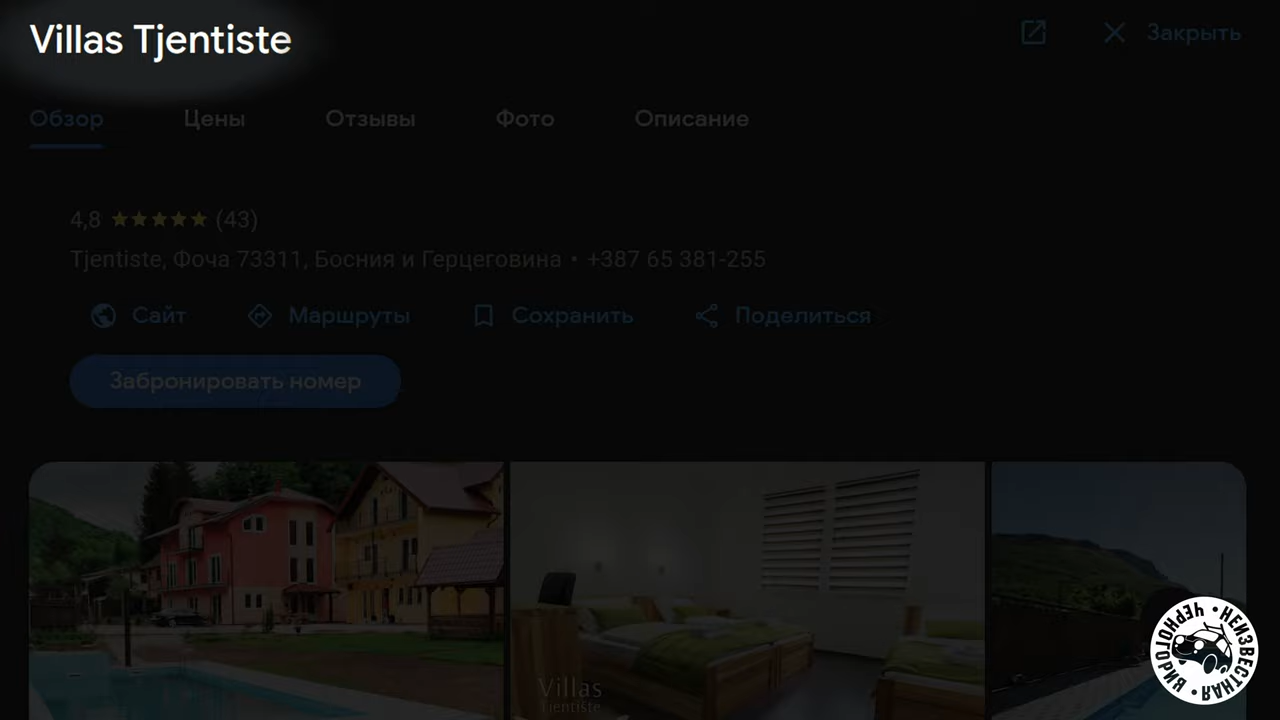 Villas Tjentiste
Закрыть
Обзор
Цены
Отзывы
Фото
Описание
4,8 (43)
Tjentiste, Фоча 73311, Босния и Герцеговина • +387 65 381-255
Сайт
Маршруты
Сохранить
Поделиться
Забронировать номер
Villas
Tjentište
НЕИЗВЕСТНАЯ • ЧЕРНОГОРИЯ •